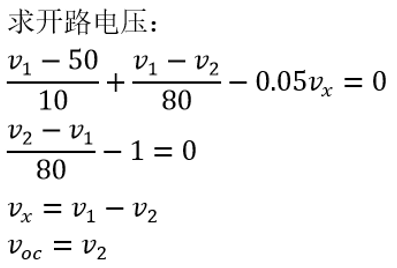 求开路电压：
(v₁ − 50)/10 + (v₁ − v₂)/80 − 0.05vₓ = 0
(v₂ − v₁)/80 − 1 = 0
vₓ = v₁ − v₂
v_oc = v₂